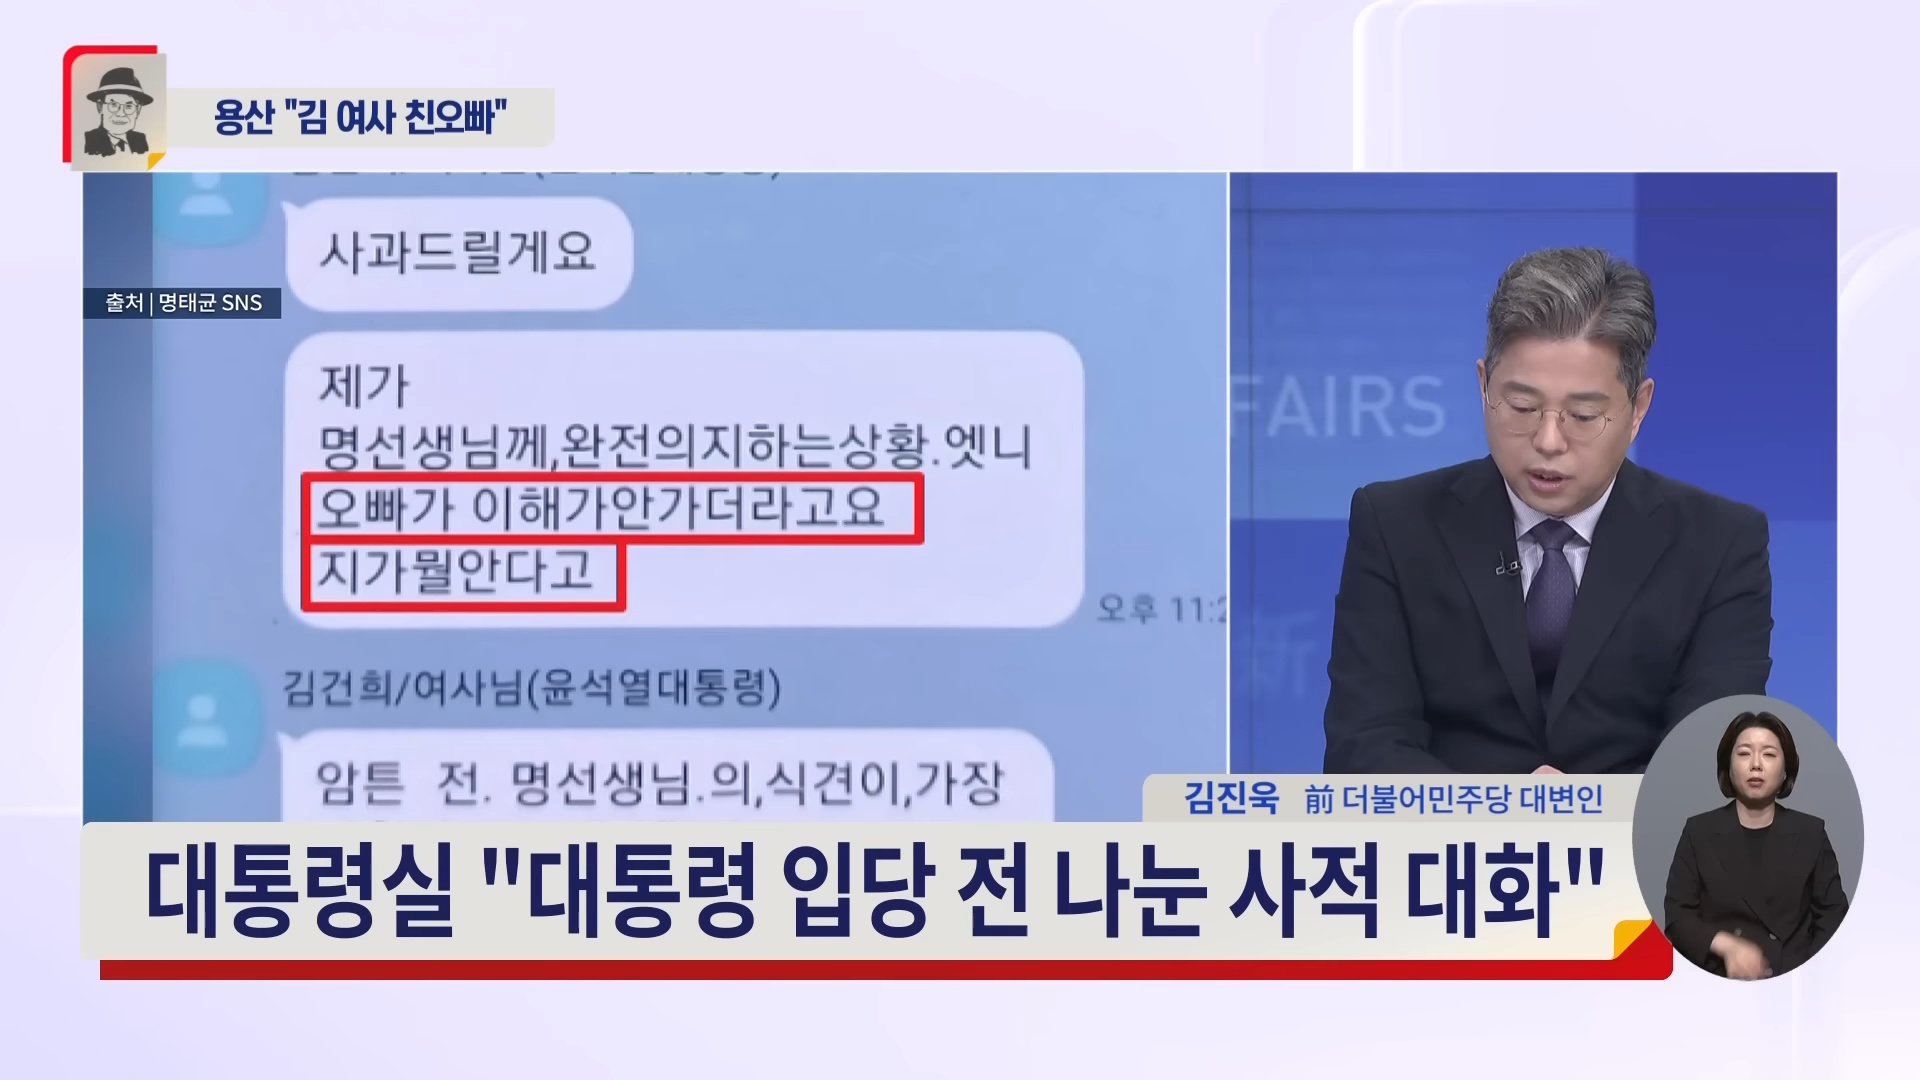 용산 "김 여사 친오빠"
사과드릴게요
출처 | 명태균 SNS
제가
명선생님께,완전의지하는상황.엣니
오빠가 이해가안가더라고요
지가뭘안다고
오후 11:2
김건희/여사님(윤석열대통령)
암튼 전. 명선생님.의,식견이,가장
FAIRS
新
김진욱 前 더불어민주당 대변인
대통령실 "대통령 입당 전 나눈 사적 대화"